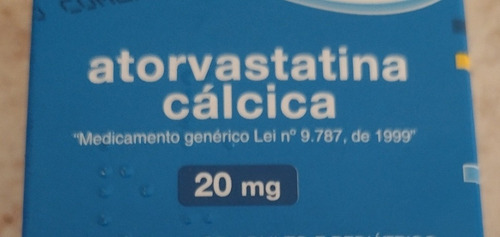 atorvastatina
cálcica
"Medicamento genérico Lei nº 9.787, de 1999"
20 mg